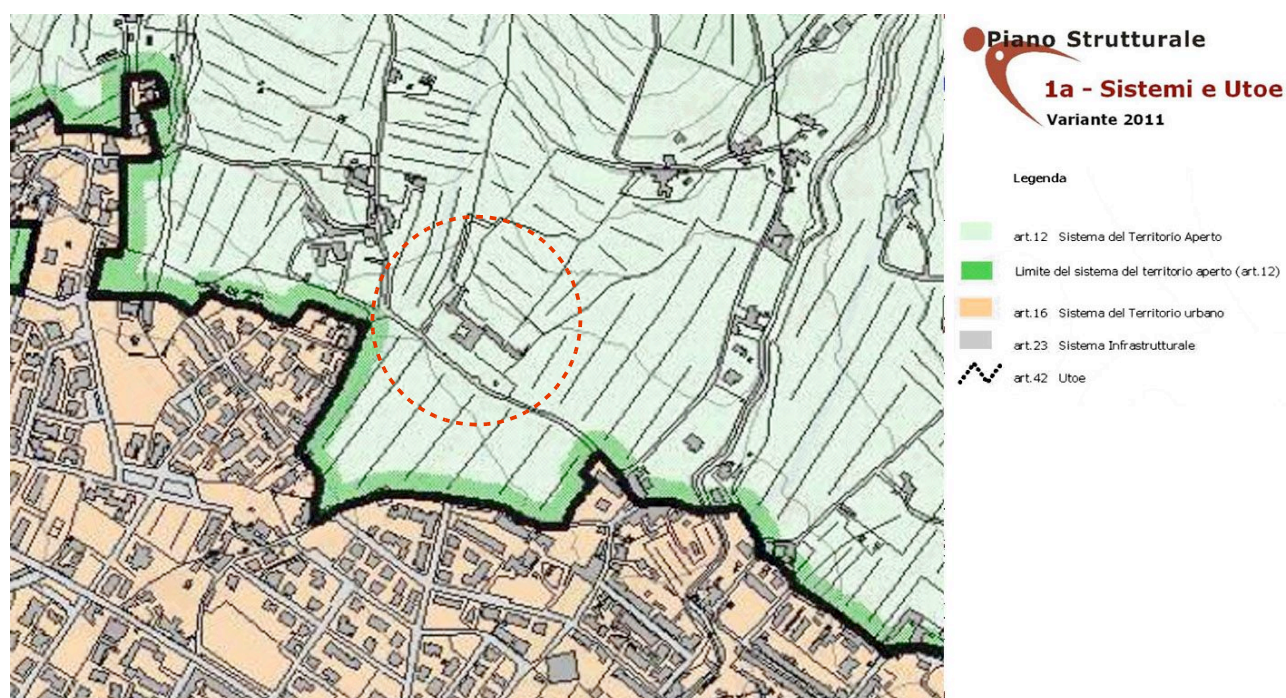 Piano Strutturale
1a - Sistemi e Utoe
Variante 2011
Legenda
art.12 Sistema del Territorio Aperto
Limite del sistema del territorio aperto (art.12)
art.16 Sistema del Territorio urbano
art.23 Sistema Infrastrutturale
art.42 Utoe